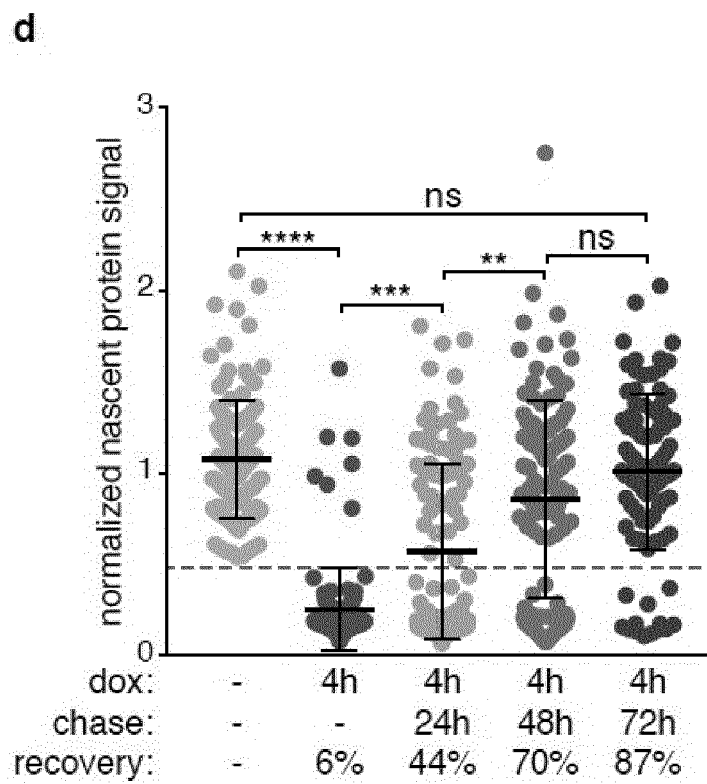 d
normalized nascent protein signal
3
2
1
0
ns
****
***
**
ns
dox: - 4h 4h 4h 4h
chase: - - 24h 48h 72h
recovery: - 6% 44% 70% 87%